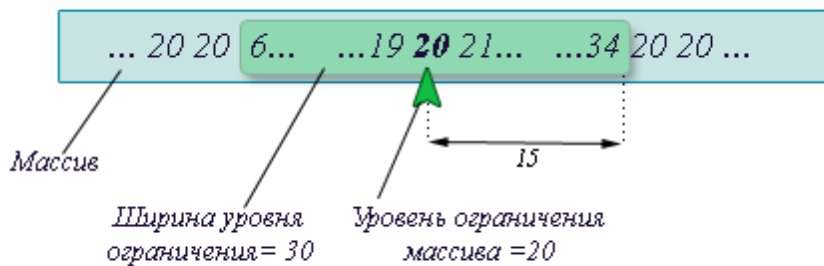 ... 20 20 6... ...19 20 21... ...34 20 20 ...
15
Массив
Ширина уровня
ограничения= 30
Уровень ограничения
массива =20